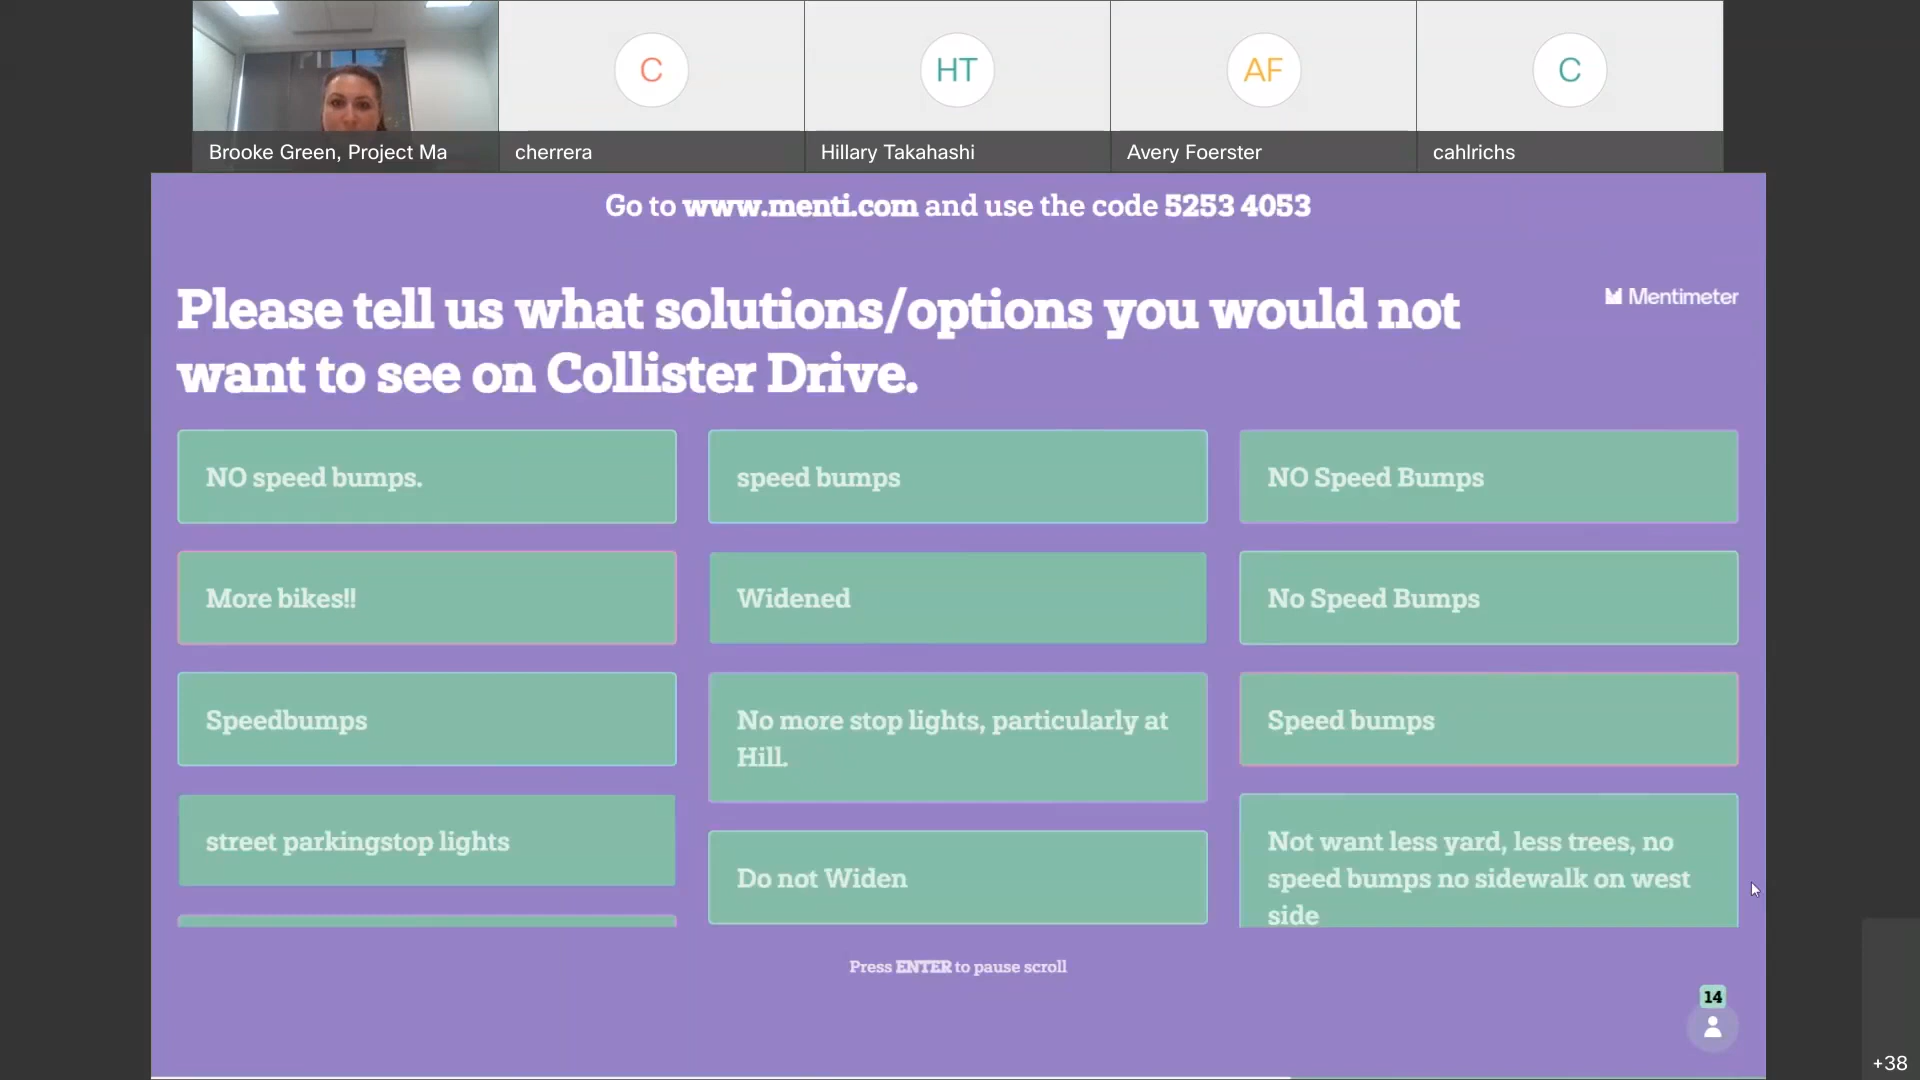 C
HT
AF
C
Brooke Green, Project Ma
cherrera
Hillary Takahashi
Avery Foerster
cahlrichs
Go to www.menti.com and use the code 5253 4053
Please tell us what solutions/options you would not
want to see on Collister Drive.
Mentimeter
NO speed bumps.
speed bumps
NO Speed Bumps
More bikes!!
Widened
No Speed Bumps
Speedbumps
No more stop lights, particularly at
Hill.
Speed bumps
street parkingstop lights
Do not Widen
Not want less yard, less trees, no
speed bumps no sidewalk on west
side
Press ENTER to pause scroll
14
+38